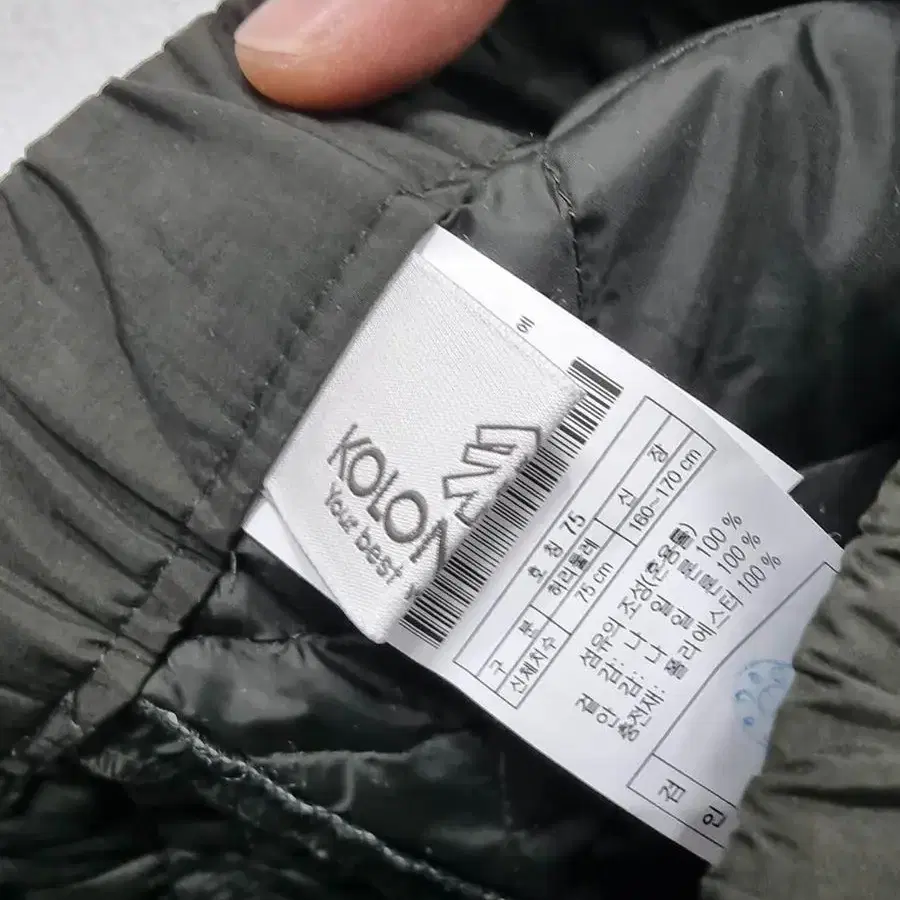 KOLON
Your best
예
호 칭 75
구 분 허리둘레 신 장
신체치수 75 cm 160~170 cm
섬유의 조성(혼용률)
겉감: 나 일 론 100 %
안감: 나 일 론 100 %
충전재: 폴리에스터 100 %
검 인